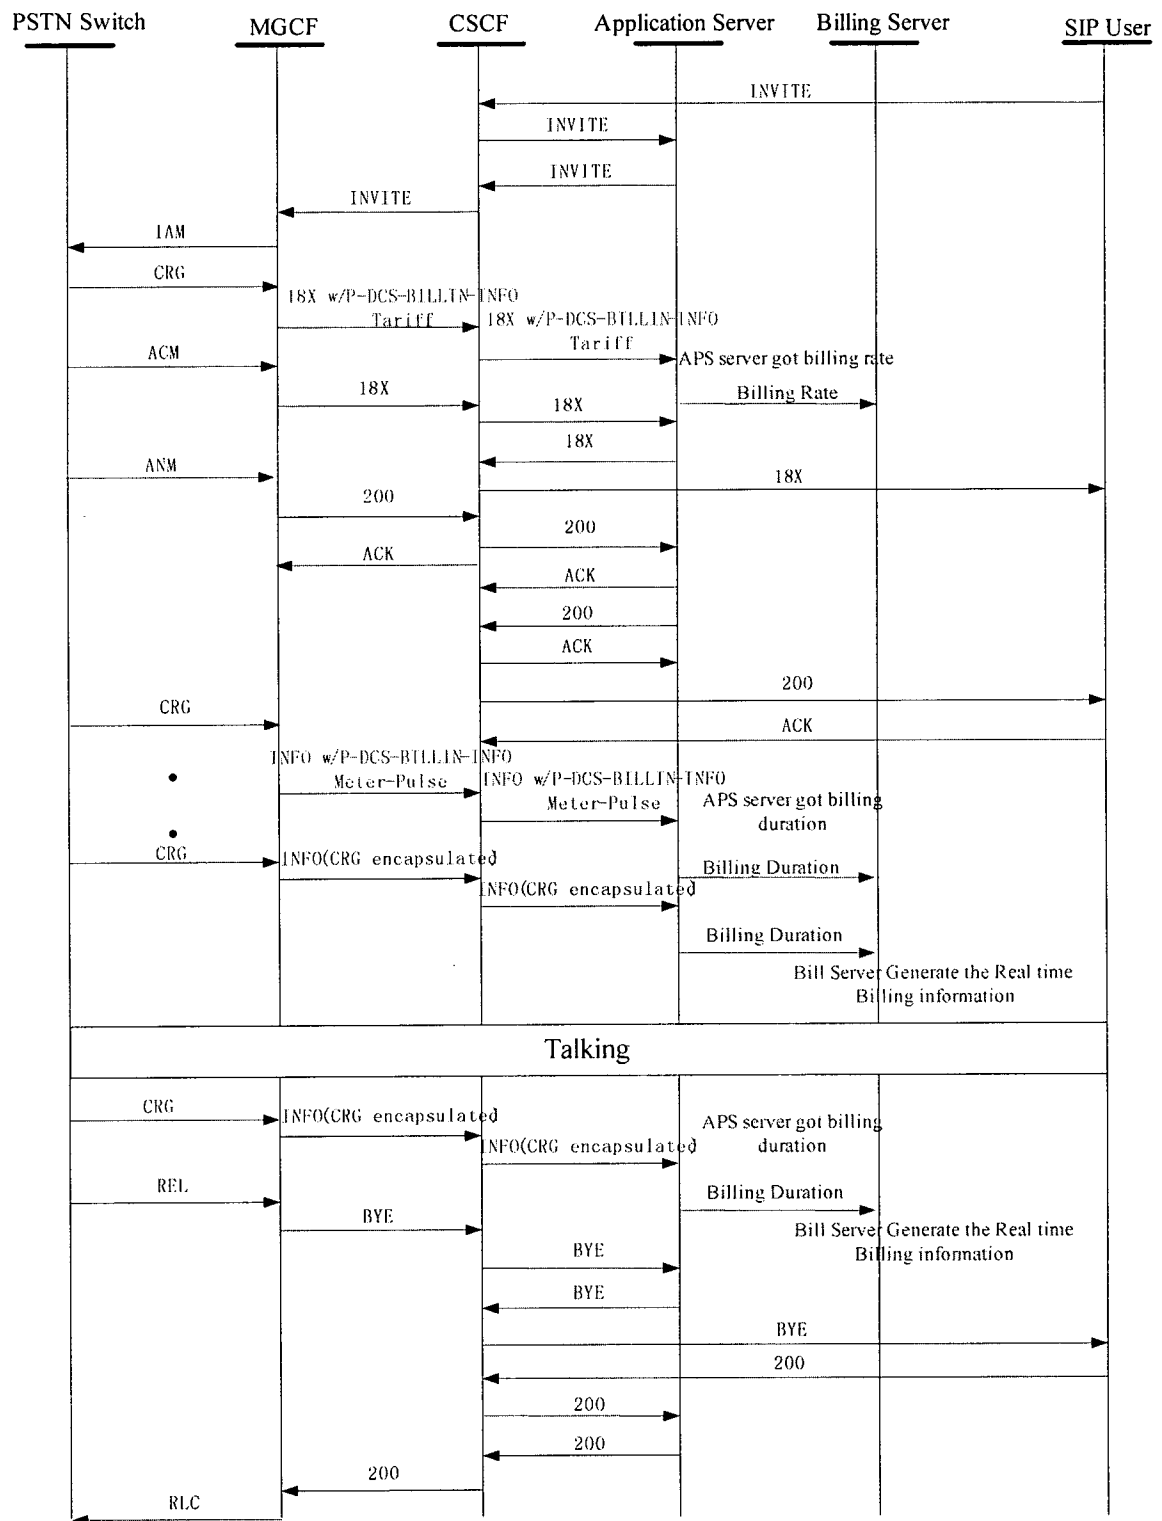 PSTN Switch
MGCF
CSCF
Application Server
Billing Server
SIP User
INVITE
INVITE
INVITE
INVITE
IAM
CRG
18X w/P-DCS-BILLIN-INFO
Tariff
18X w/P-DCS-BILLIN-INFO
Tariff
ACM
APS server got billing rate
18X
Billing Rate
18X
18X
ANM
18X
200
200
ACK
ACK
200
ACK
200
CRG
ACK
INFO w/P-DCS-BILLIN-INFO
Meter-Pulse
INFO w/P-DCS-BILLIN-INFO
Meter-Pulse
APS server got billing
duration
CRG
INFO(CRG encapsulated)
Billing Duration
INFO(CRG encapsulated)
Billing Duration
Bill Server Generate the Real time
Billing information
Talking
CRG
INFO(CRG encapsulated)
APS server got billing
duration
INFO(CRG encapsulated)
REL
Billing Duration
BYE
Bill Server Generate the Real time
Billing information
BYE
BYE
BYE
200
200
200
200
RLC